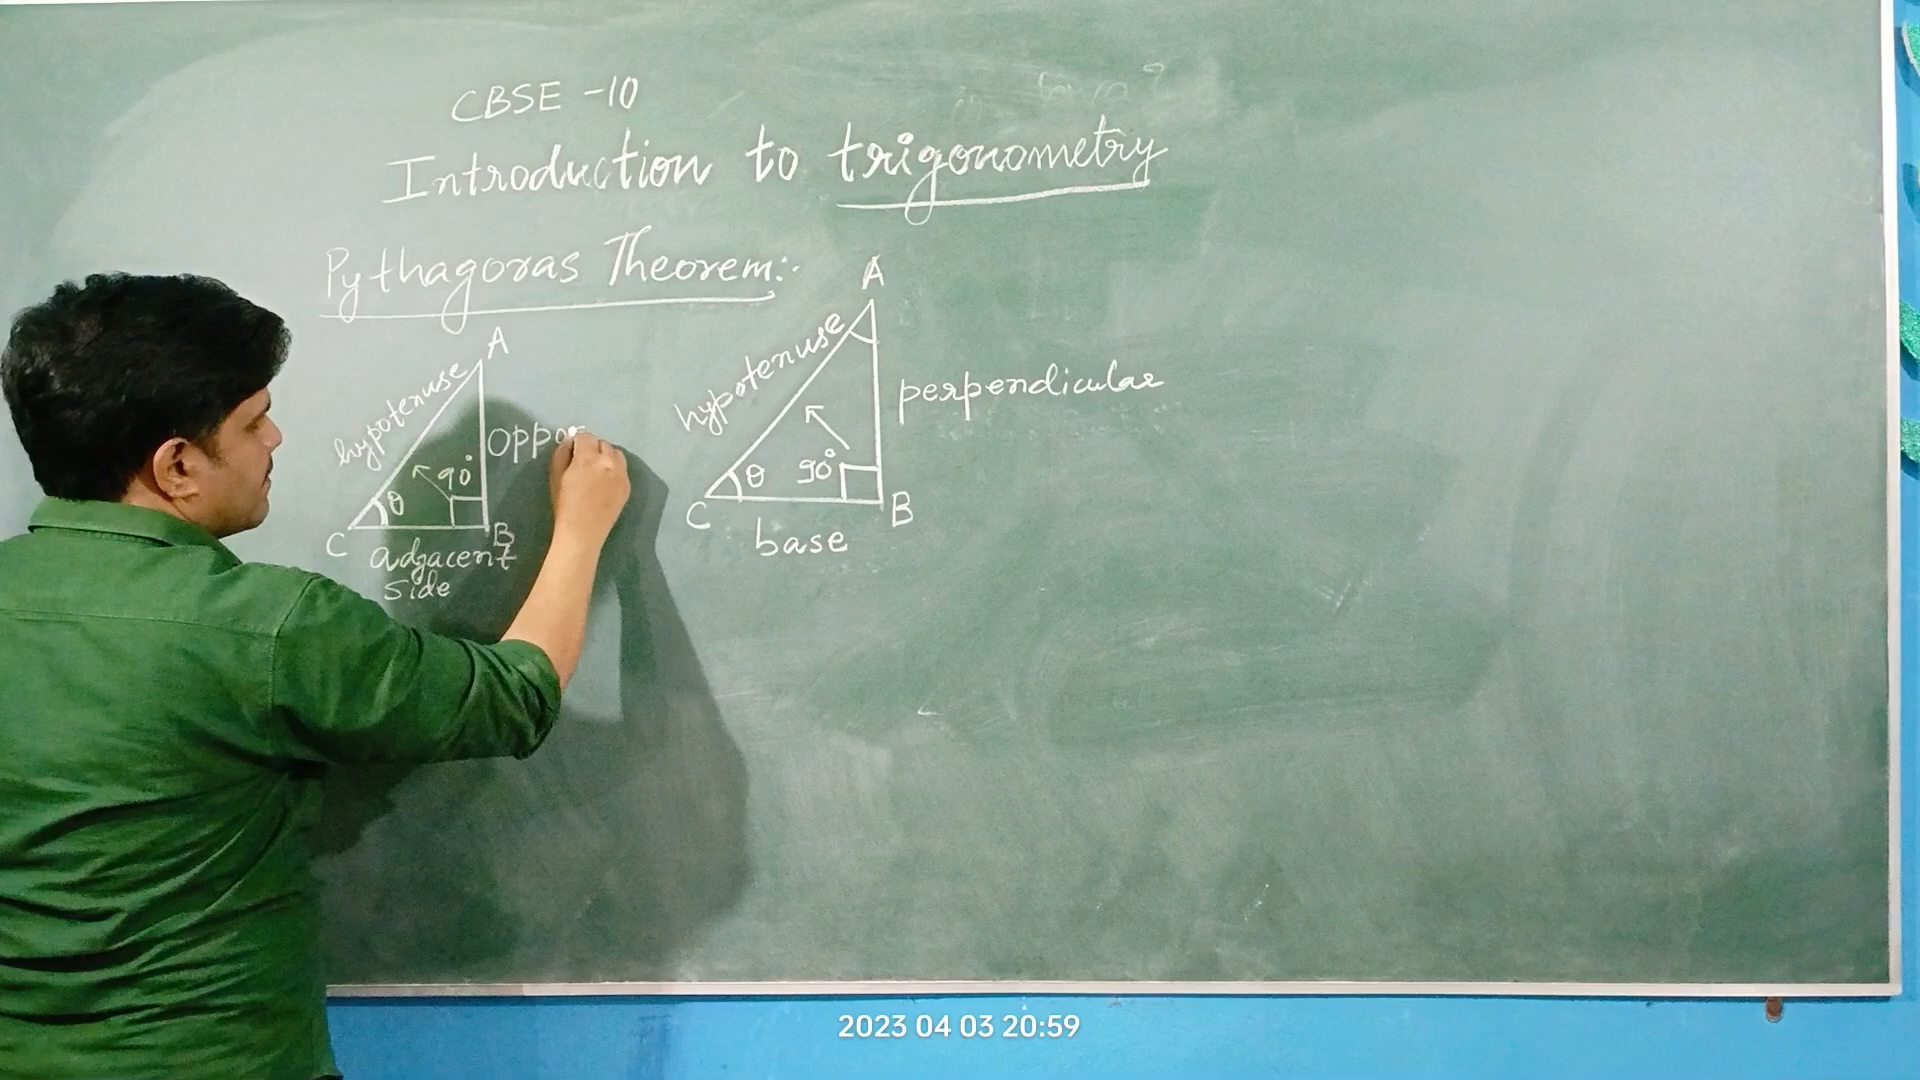 CBSE -10
Introduction to trigonometry
Pythagoras Theorem:-
A
hypotenuse
90°
θ
C
B
Oppo
adjacent
side
A
hypotenuse
perpendicular
θ
90°
C
B
base
2023 04 03 20:59